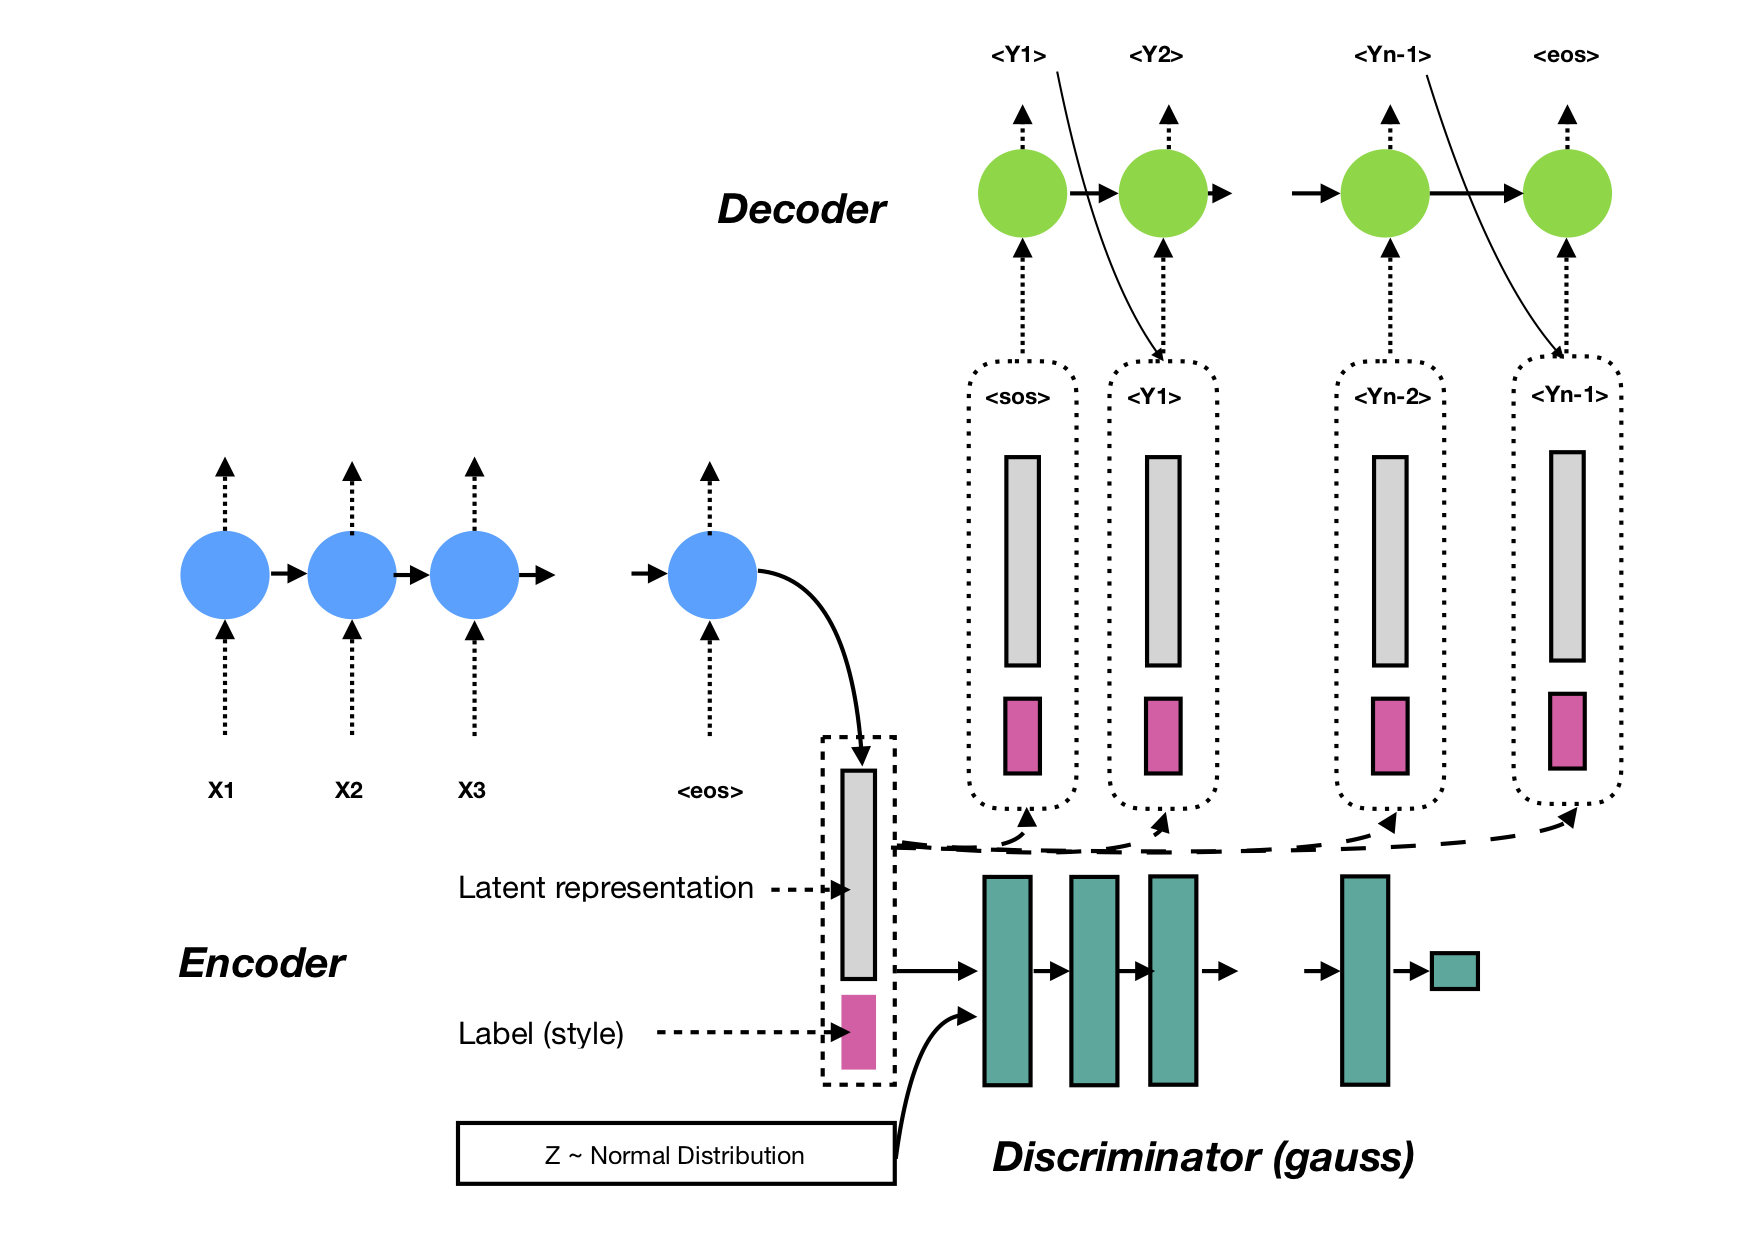 <Y1> <Y2> <Yn-1> <eos>
Decoder
<sos> <Y1> <Yn-2> <Yn-1>
X1 X2 X3 <eos>
Latent representation
Encoder
Label (style)
Z ~ Normal Distribution
Discriminator (gauss)